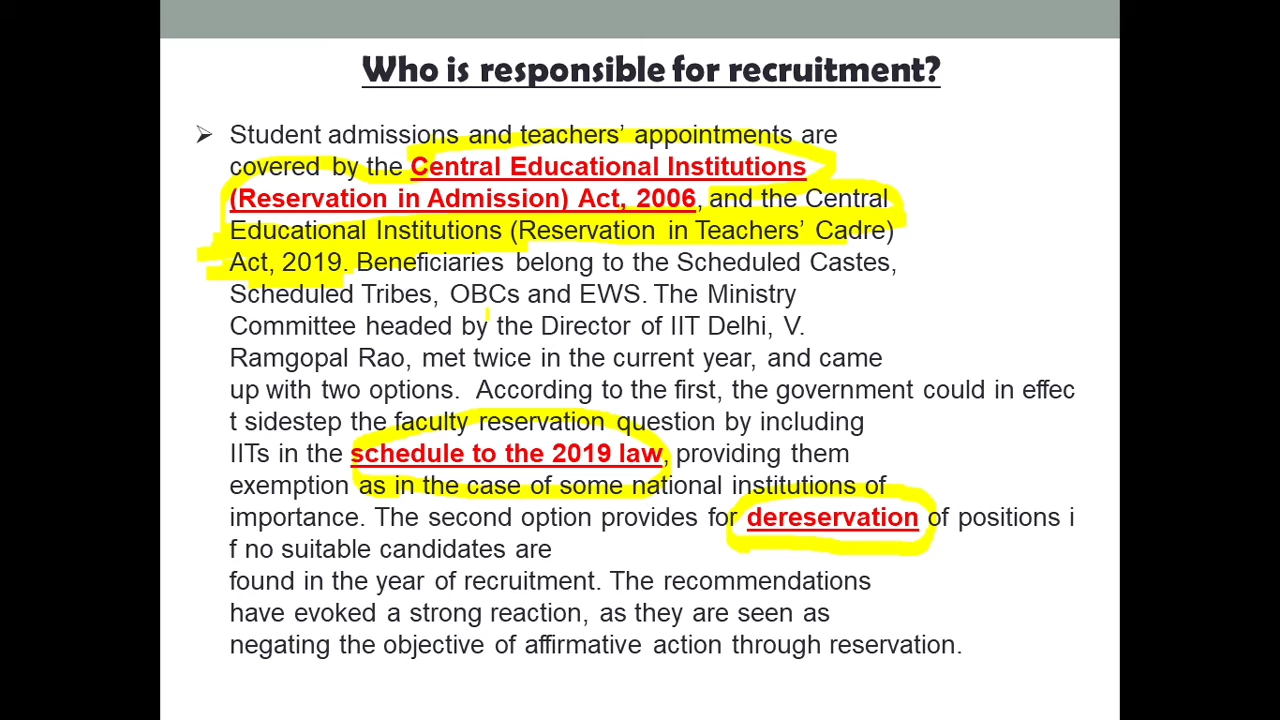 Who is responsible for recruitment?
➢ Student admissions and teachers’ appointments are
covered by the Central Educational Institutions
(Reservation in Admission) Act, 2006, and the Central
Educational Institutions (Reservation in Teachers’ Cadre)
Act, 2019. Beneficiaries belong to the Scheduled Castes,
Scheduled Tribes, OBCs and EWS. The Ministry
Committee headed by the Director of IIT Delhi, V.
Ramgopal Rao, met twice in the current year, and came
up with two options. According to the first, the government could in effec
t sidestep the faculty reservation question by including
IITs in the schedule to the 2019 law, providing them
exemption as in the case of some national institutions of
importance. The second option provides for dereservation of positions i
f no suitable candidates are
found in the year of recruitment. The recommendations
have evoked a strong reaction, as they are seen as
negating the objective of affirmative action through reservation.